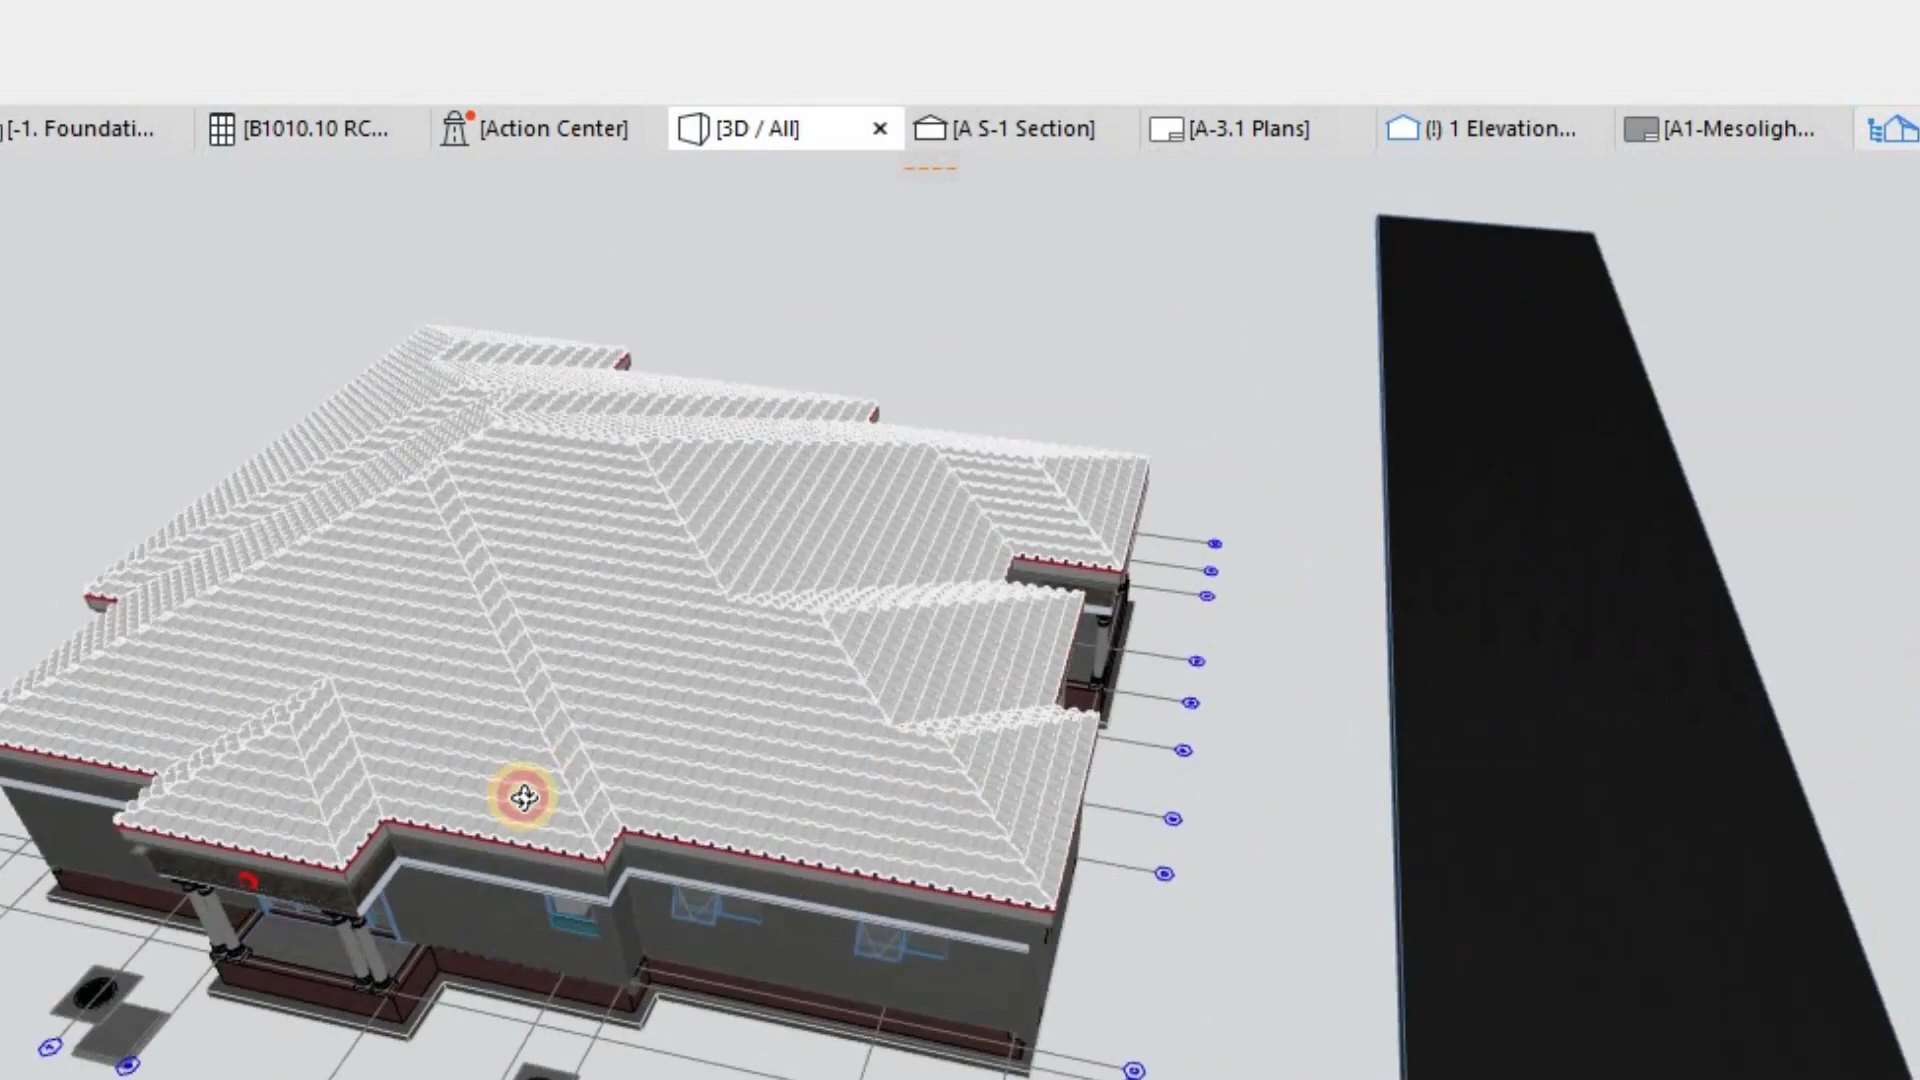 [-1. Foundati...
[B1010.10 RC...
[Action Center]
[3D / All]
[A S-1 Section]
[A-3.1 Plans]
(!) 1 Elevation...
[A1-Mesoligh...